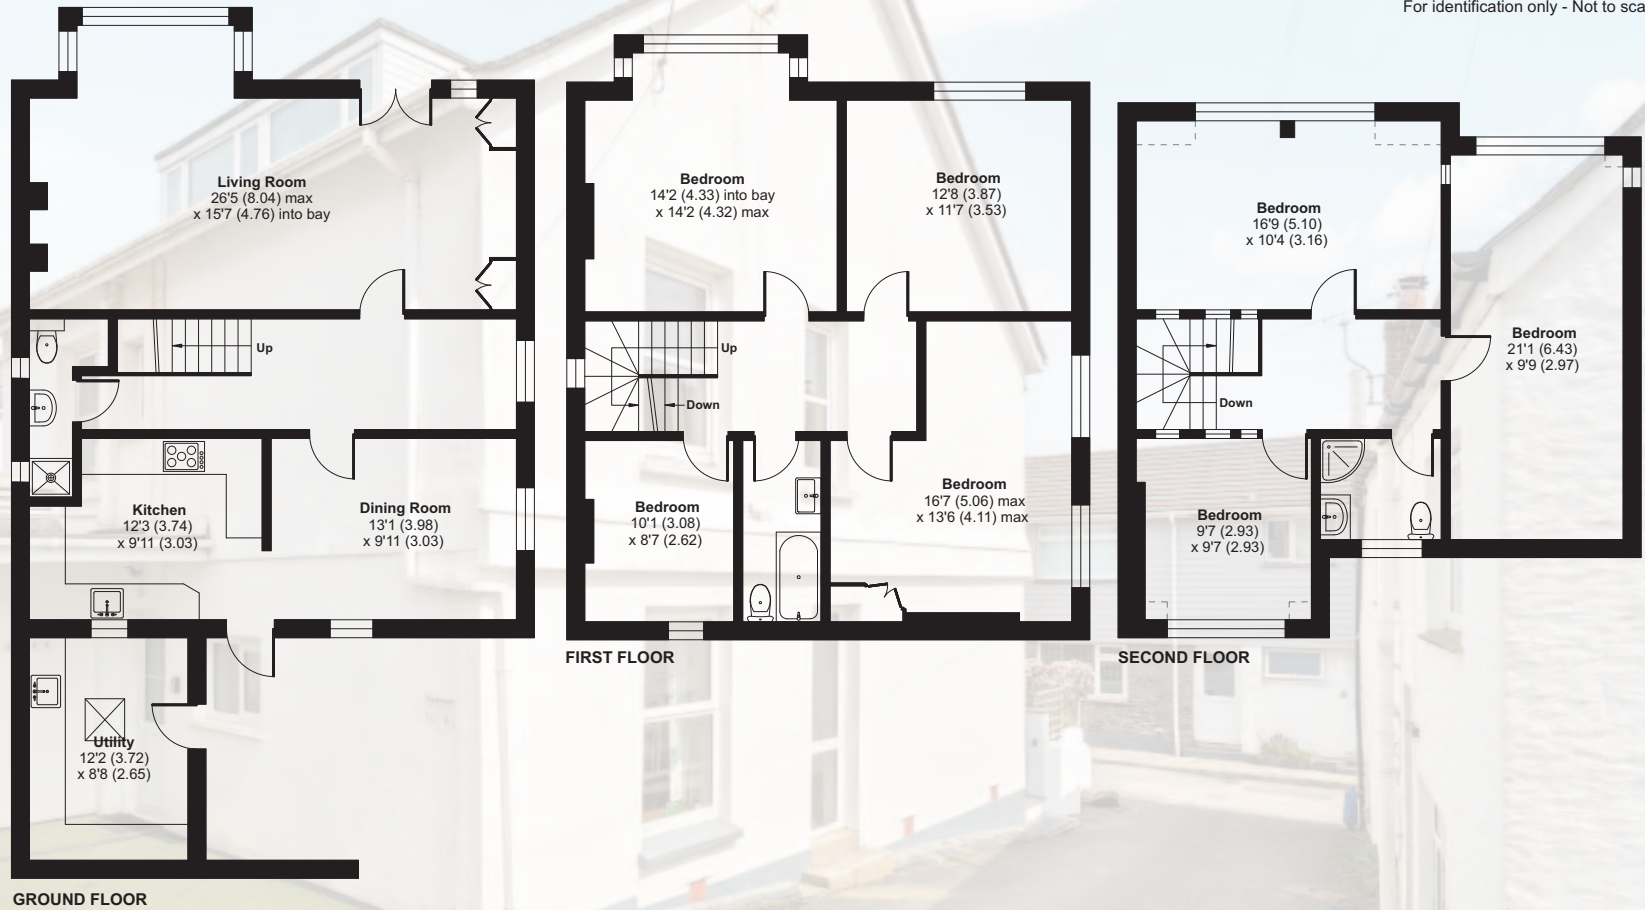 For identification only - Not to sca
Living Room
26'5 (8.04) max
x 15'7 (4.76) into bay
Up
Kitchen
12'3 (3.74)
x 9'11 (3.03)
Dining Room
13'1 (3.98)
x 9'11 (3.03)
Utility
12'2 (3.72)
x 8'8 (2.65)
GROUND FLOOR
Bedroom
14'2 (4.33) into bay
x 14'2 (4.32) max
Bedroom
12'8 (3.87)
x 11'7 (3.53)
Up
Down
Bedroom
10'1 (3.08)
x 8'7 (2.62)
Bedroom
16'7 (5.06) max
x 13'6 (4.11) max
FIRST FLOOR
Bedroom
16'9 (5.10)
x 10'4 (3.16)
Bedroom
21'1 (6.43)
x 9'9 (2.97)
Down
Bedroom
9'7 (2.93)
x 9'7 (2.93)
SECOND FLOOR